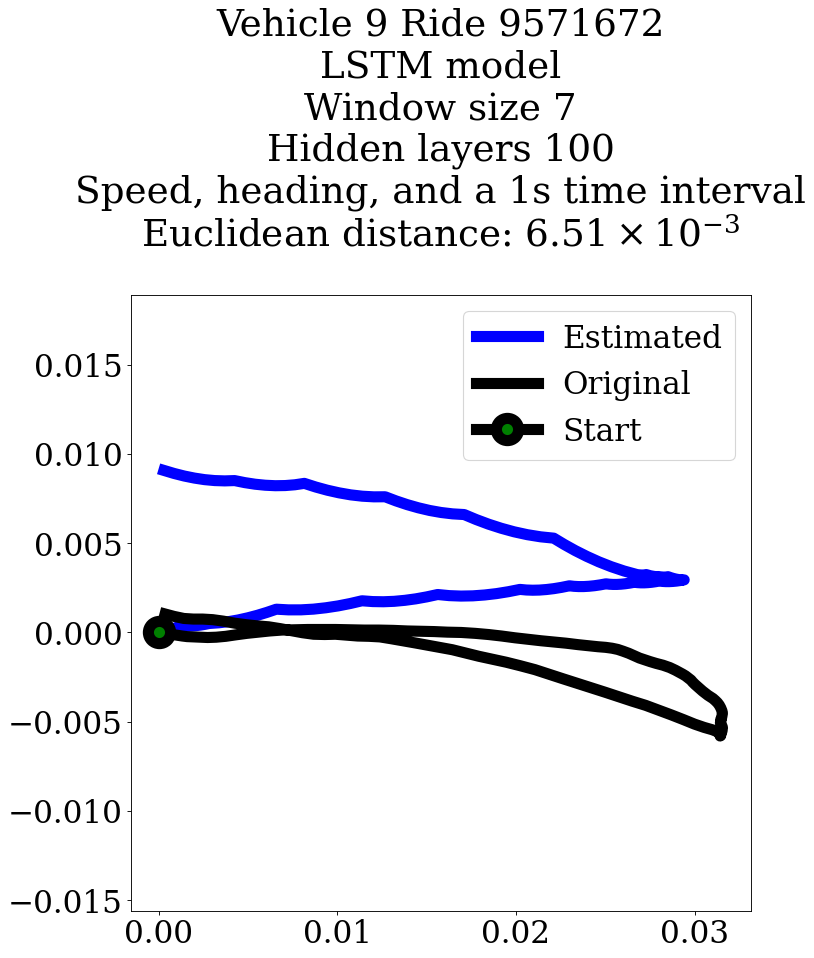 Vehicle 9 Ride 9571672
LSTM model
Window size 7
Hidden layers 100
Speed, heading, and a 1s time interval
Euclidean distance: 6.51 × 10⁻³
Estimated
Original
Start
0.015
0.010
0.005
0.000
−0.005
−0.010
−0.015
0.00 0.01 0.02 0.03